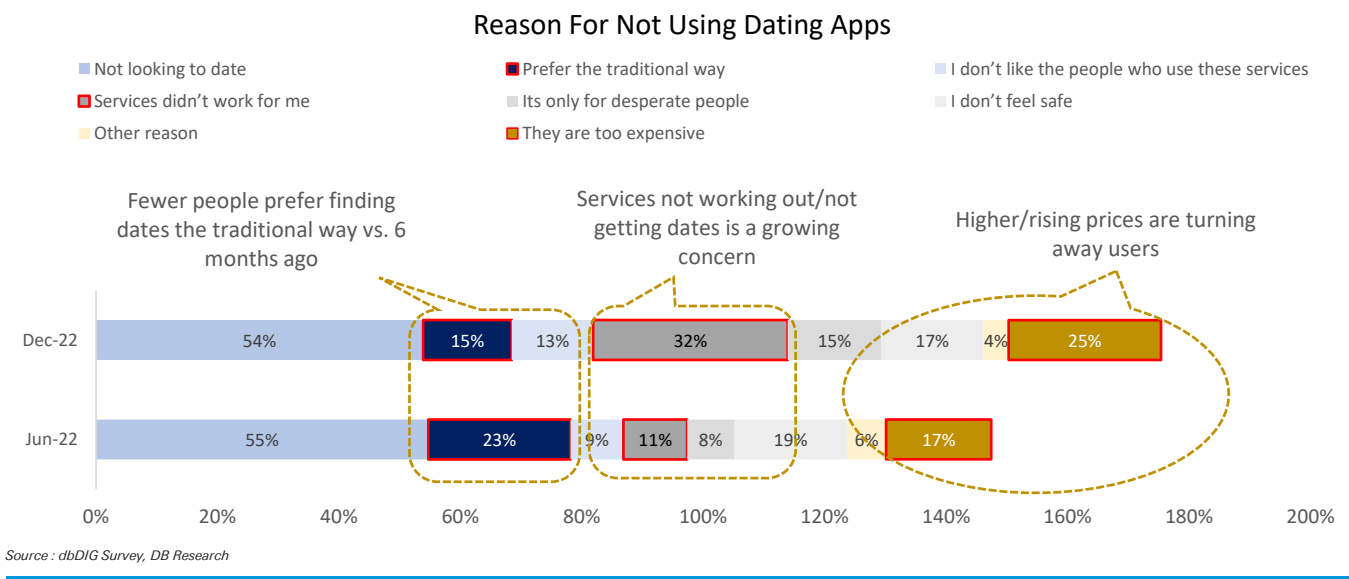 Reason For Not Using Dating Apps
Not looking to date
Prefer the traditional way
I don't like the people who use these services
Services didn't work for me
Its only for desperate people
I don't feel safe
Other reason
They are too expensive
Fewer people prefer finding
dates the traditional way vs. 6
months ago
Services not working out/not
getting dates is a growing
concern
Higher/rising prices are turning
away users
Dec-22
54%
15%
13%
32%
15%
17%
4%
25%
Jun-22
55%
23%
9%
11%
8%
19%
6%
17%
0%
20%
40%
60%
80%
100%
120%
140%
160%
180%
200%
Source : dbDIG Survey, DB Research